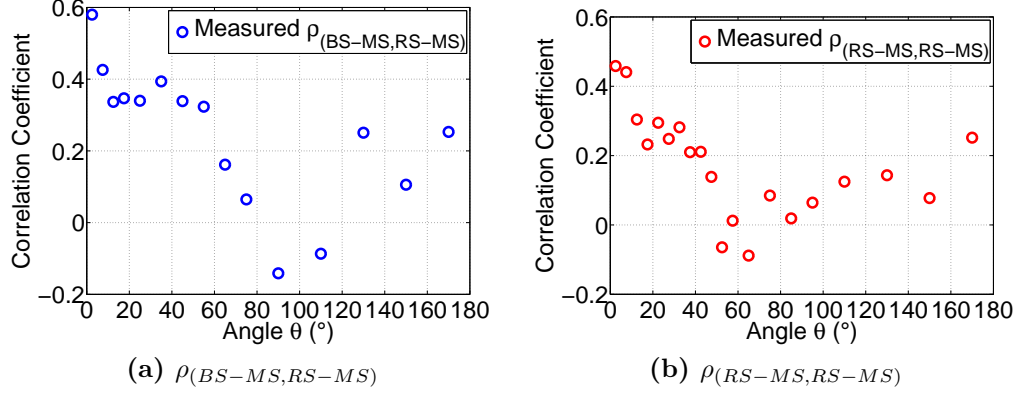 0.6
0.4
0.2
0
−0.2
Correlation Coefficient
Measured ρ(BS−MS,RS−MS)
0 20 40 60 80 100 120 140 160 180
Angle θ (°)
(a) ρ(BS−MS,RS−MS)
0.6
0.4
0.2
0
−0.2
Correlation Coefficient
Measured ρ(RS−MS,RS−MS)
0 20 40 60 80 100 120 140 160 180
Angle θ (°)
(b) ρ(RS−MS,RS−MS)